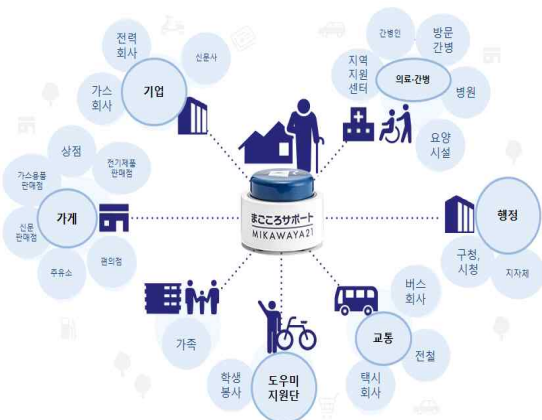 전력
회사
신문사
가스
회사
기업
간병인
방문
간병
지역
지원
센터
의료·간병
병원
요양
시설
상점
전기제품
판매점
가스용품
판매점
가게
신문
판매점
주유소
편의점
まごころサポート
MIKAWAYA21
행정
구청,
시청
지자체
버스
회사
교통
전철
택시
회사
가족
학생
봉사
도우미
지원단